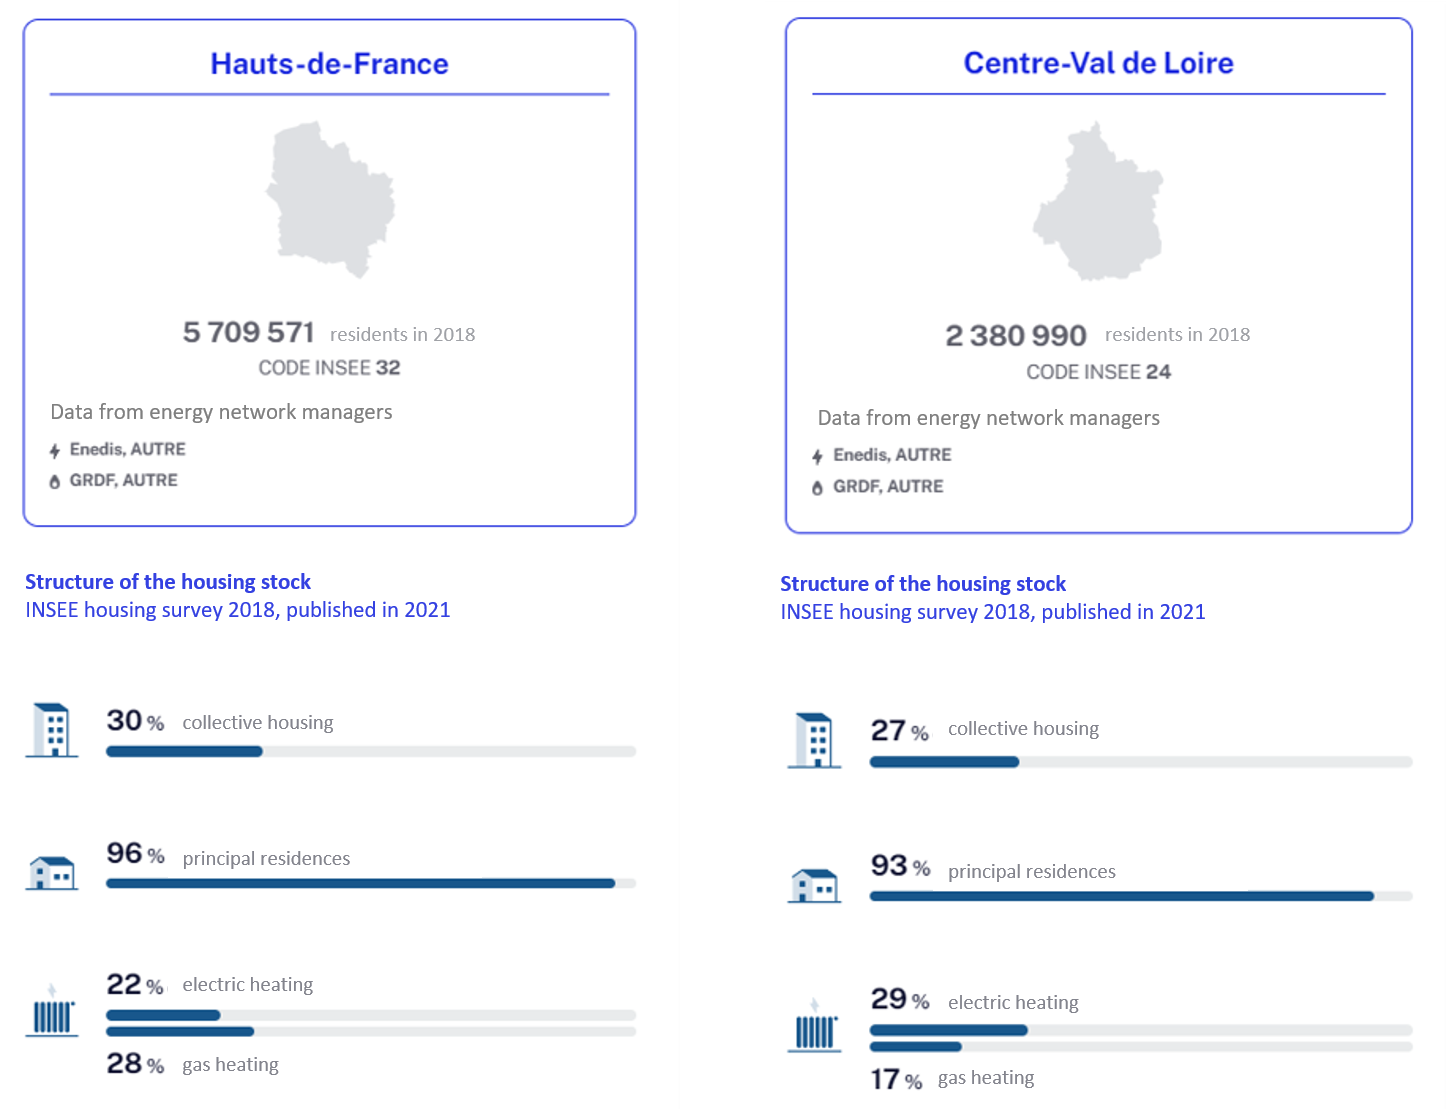 Hauts-de-France
5 709 571 residents in 2018
CODE INSEE 32
Data from energy network managers
Enedis, AUTRE
GRDF, AUTRE
Structure of the housing stock
INSEE housing survey 2018, published in 2021
30 % collective housing
96 % principal residences
22 % electric heating
28 % gas heating
Centre-Val de Loire
2 380 990 residents in 2018
CODE INSEE 24
Data from energy network managers
Enedis, AUTRE
GRDF, AUTRE
Structure of the housing stock
INSEE housing survey 2018, published in 2021
27 % collective housing
93 % principal residences
29 % electric heating
17 % gas heating